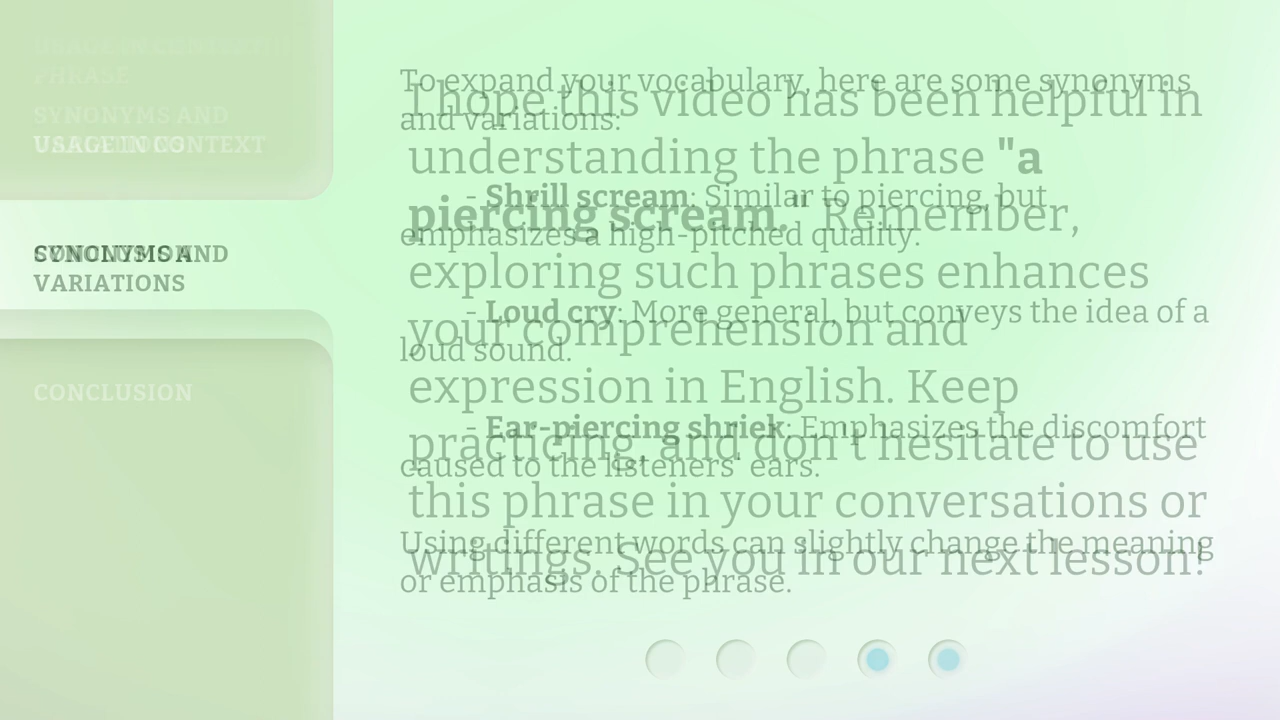 SYNONYMS AND
USAGE IN CONTEXT
SYNONYMS AND
VARIATIONS
CONCLUSION
To expand your vocabulary, here are some synonyms
and variations:
- Shrill scream: Similar to piercing, but
emphasizes a high-pitched quality.
- Loud cry: More general, but conveys the idea of a
loud sound.
- Ear-piercing shriek: Emphasizes the discomfort
caused to the listeners' ears.
Using different words can slightly change the meaning
or emphasis of the phrase.
I hope this video has been helpful in
understanding the phrase "a
piercing scream." Remember,
exploring such phrases enhances
your comprehension and
expression in English. Keep
practicing, and don't hesitate to use
this phrase in your conversations or
writings. See you in our next lesson!